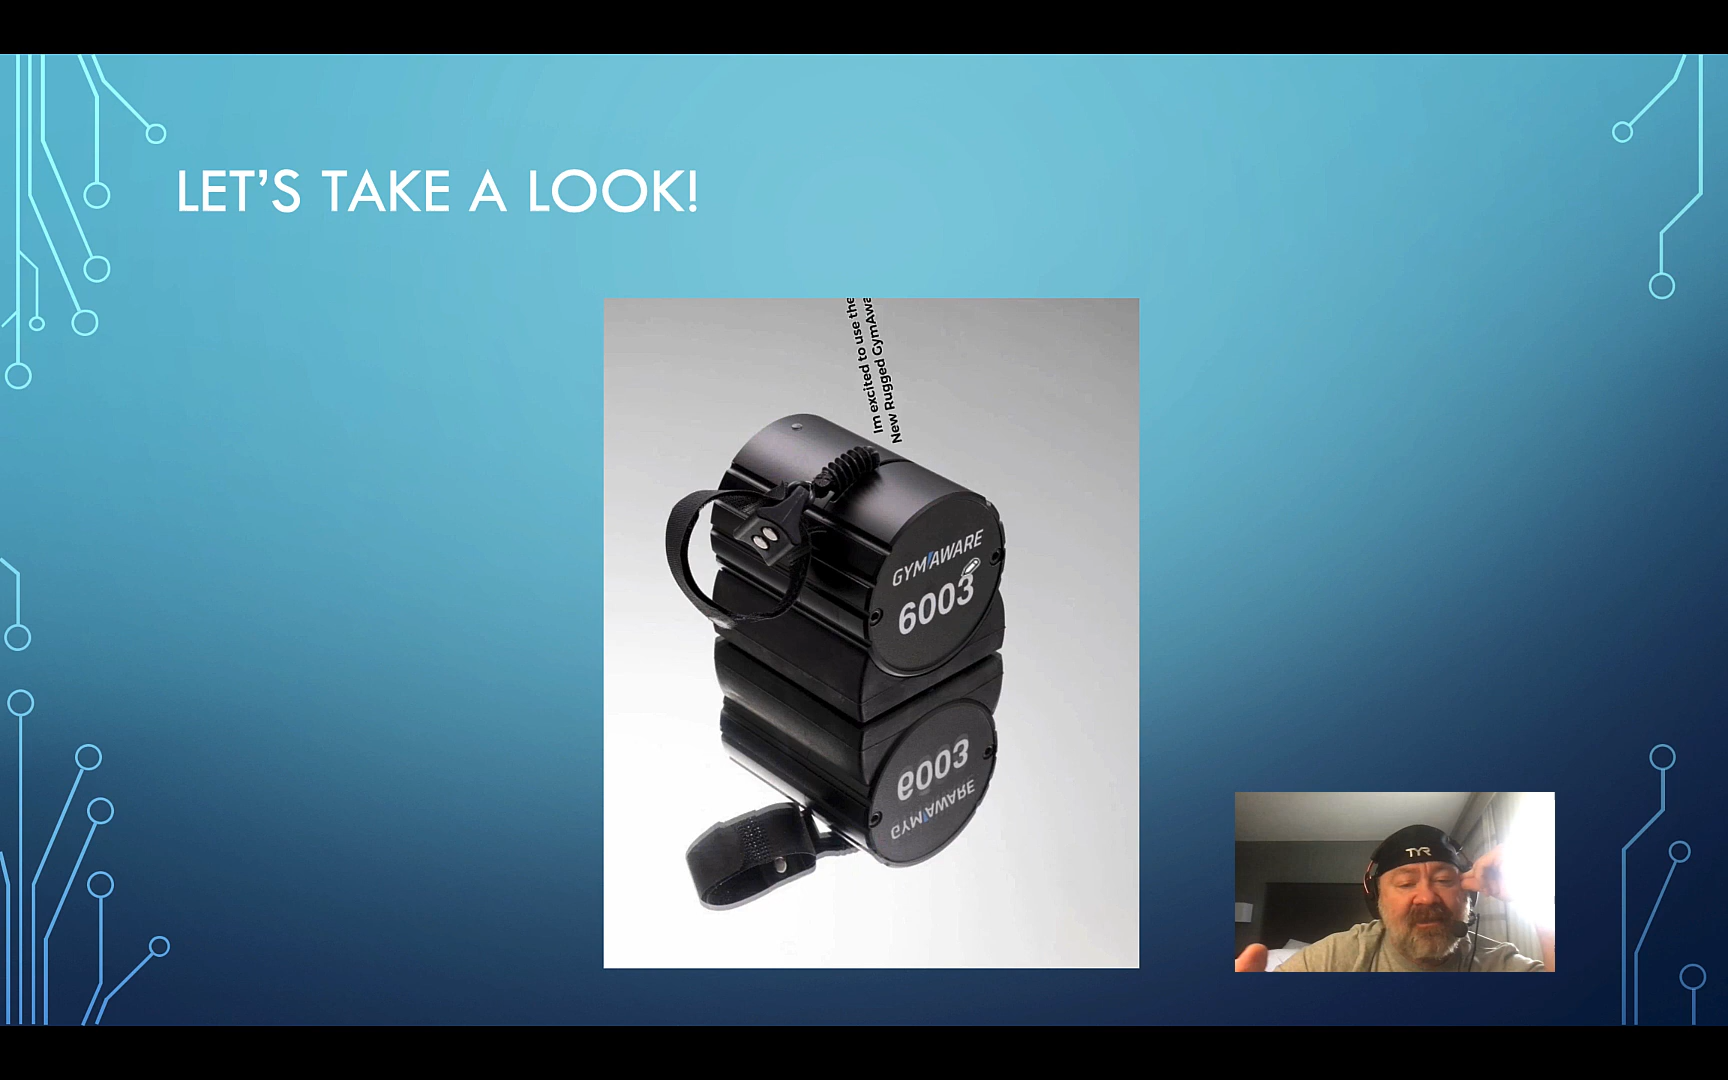 LET'S TAKE A LOOK!
Im excited to use the
New Rugged GymAwa
GYMAWARE
6003
6003
GYMAWARE
TYR